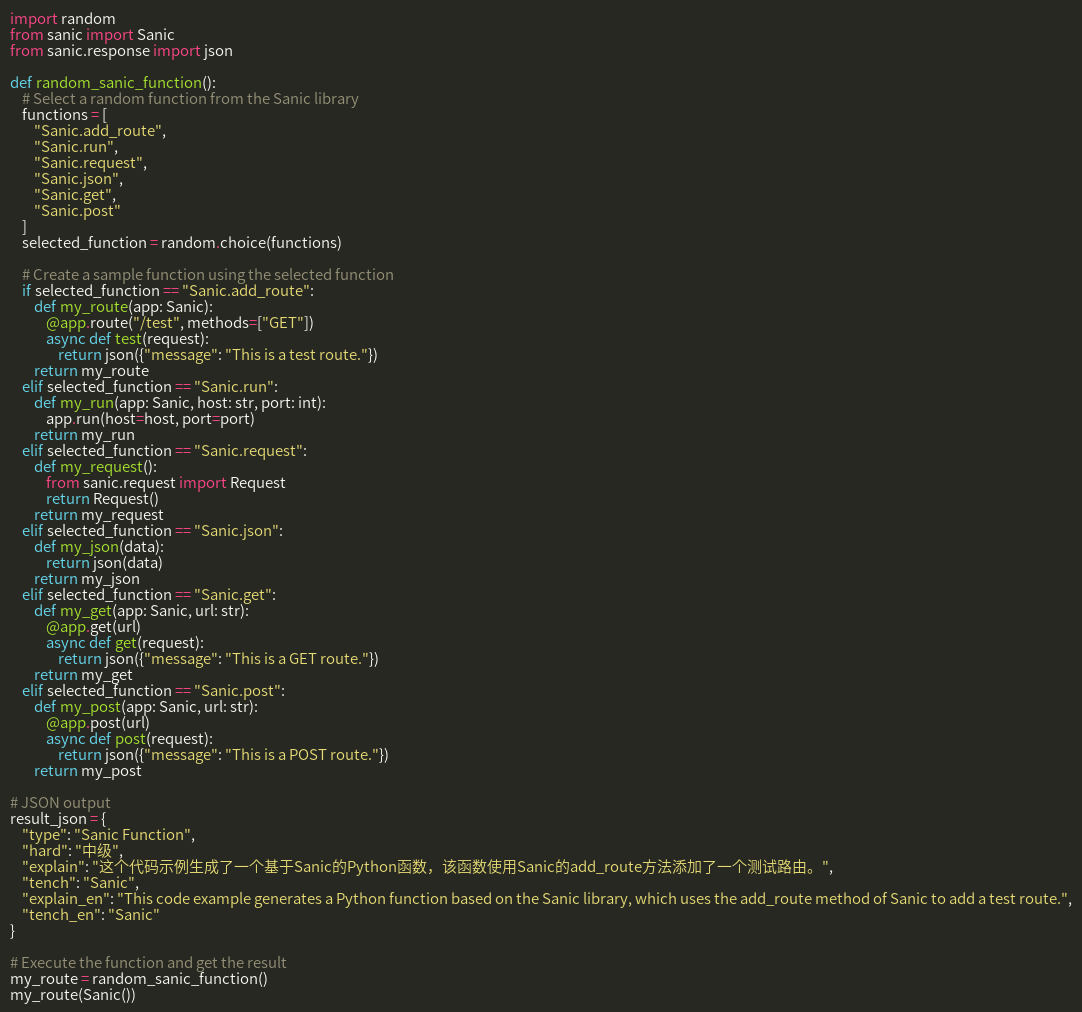 import random
from sanic import Sanic
from sanic.response import json

def random_sanic_function():
    # Select a random function from the Sanic library
    functions = [
        "Sanic.add_route",
        "Sanic.run",
        "Sanic.request",
        "Sanic.json",
        "Sanic.get",
        "Sanic.post"
    ]
    selected_function = random.choice(functions)

    # Create a sample function using the selected function
    if selected_function == "Sanic.add_route":
        def my_route(app: Sanic):
            @app.route("/test", methods=["GET"])
            async def test(request):
                return json({"message": "This is a test route."})
        return my_route
    elif selected_function == "Sanic.run":
        def my_run(app: Sanic, host: str, port: int):
            app.run(host=host, port=port)
        return my_run
    elif selected_function == "Sanic.request":
        def my_request():
            from sanic.request import Request
            return Request()
        return my_request
    elif selected_function == "Sanic.json":
        def my_json(data):
            return json(data)
        return my_json
    elif selected_function == "Sanic.get":
        def my_get(app: Sanic, url: str):
            @app.get(url)
            async def get(request):
                return json({"message": "This is a GET route."})
        return my_get
    elif selected_function == "Sanic.post":
        def my_post(app: Sanic, url: str):
            @app.post(url)
            async def post(request):
                return json({"message": "This is a POST route."})
        return my_post

# JSON output
result_json = {
    "type": "Sanic Function",
    "hard": "中级",
    "explain": "这个代码示例生成了一个基于Sanic的Python函数，该函数使用Sanic的add_route方法添加了一个测试路由。",
    "tench": "Sanic",
    "explain_en": "This code example generates a Python function based on the Sanic library, which uses the add_route method of Sanic to add a test route.",
    "tench_en": "Sanic"
}

# Execute the function and get the result
my_route = random_sanic_function()
my_route(Sanic())